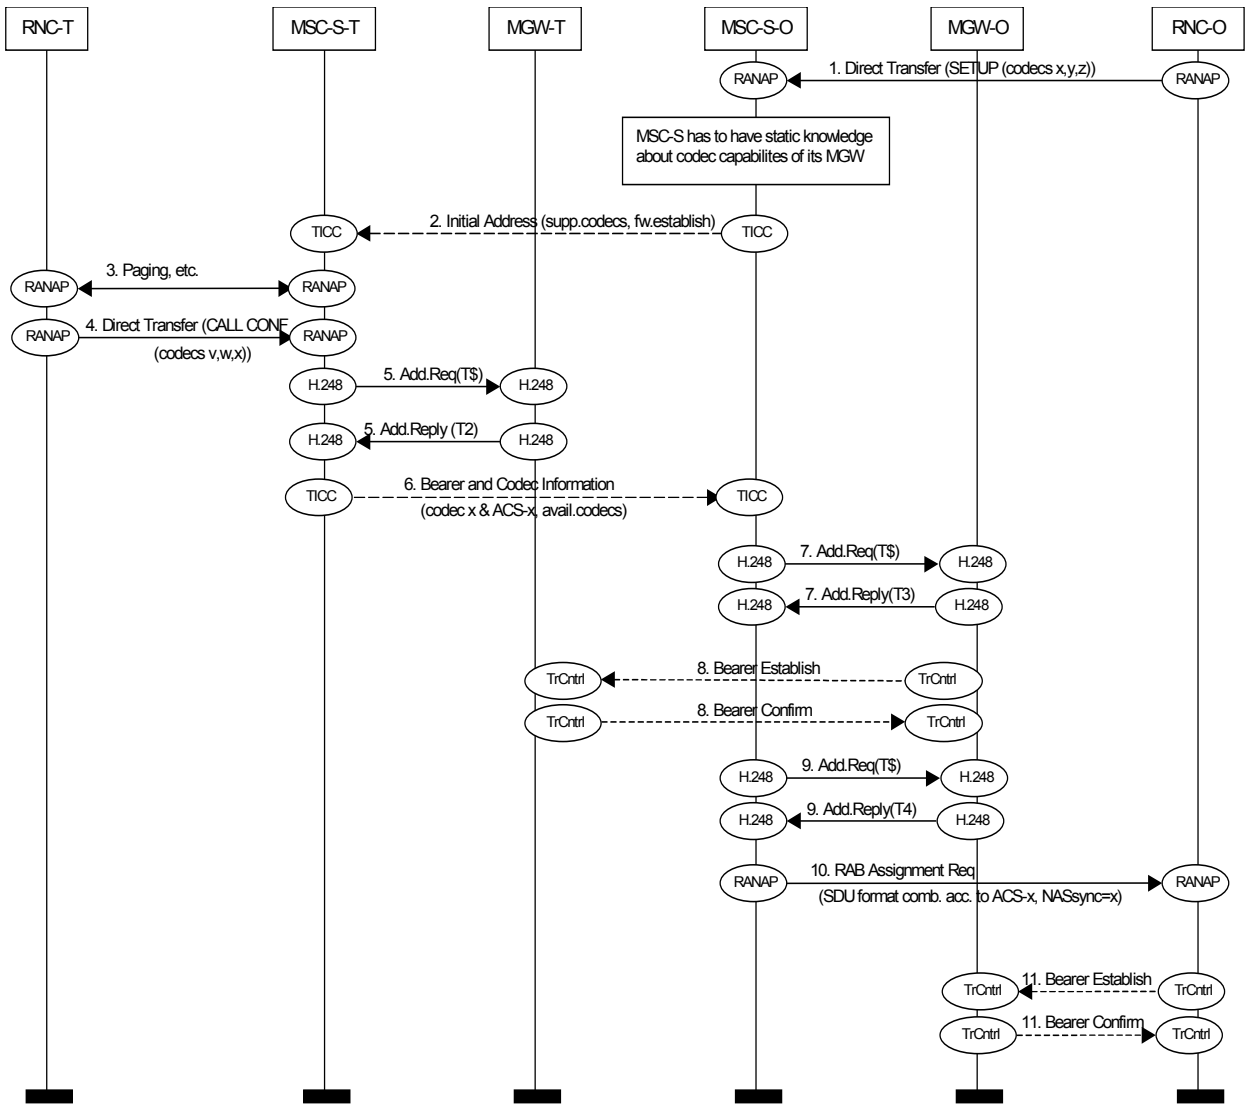 RNC-T
MSC-S-T
MGW-T
MSC-S-O
MGW-O
RNC-O
1. Direct Transfer (SETUP (codecs x,y,z))
RANAP
RANAP
MSC-S has to have static knowledge
about codec capabilites of its MGW
2. Initial Address (supp.codecs, fw.establish)
TICC
TICC
3. Paging, etc.
RANAP
RANAP
4. Direct Transfer (CALL CONF
RANAP
RANAP
(codecs v,w,x))
5. Add.Req(T$)
H.248
H.248
5. Add.Reply (T2)
H.248
H.248
6. Bearer and Codec Information
TICC
TICC
(codec x & ACS-x, avail.codecs)
7. Add.Req(T$)
H.248
H.248
7. Add.Reply(T3)
H.248
H.248
8. Bearer Establish
TrCntrl
TrCntrl
8. Bearer Confirm
TrCntrl
TrCntrl
9. Add.Req(T$)
H.248
H.248
9. Add.Reply(T4)
H.248
H.248
10. RAB Assignment Req
RANAP
RANAP
(SDU format comb. acc. to ACS-x, NASsync=x)
11. Bearer Establish
TrCntrl
TrCntrl
11. Bearer Confirm
TrCntrl
TrCntrl